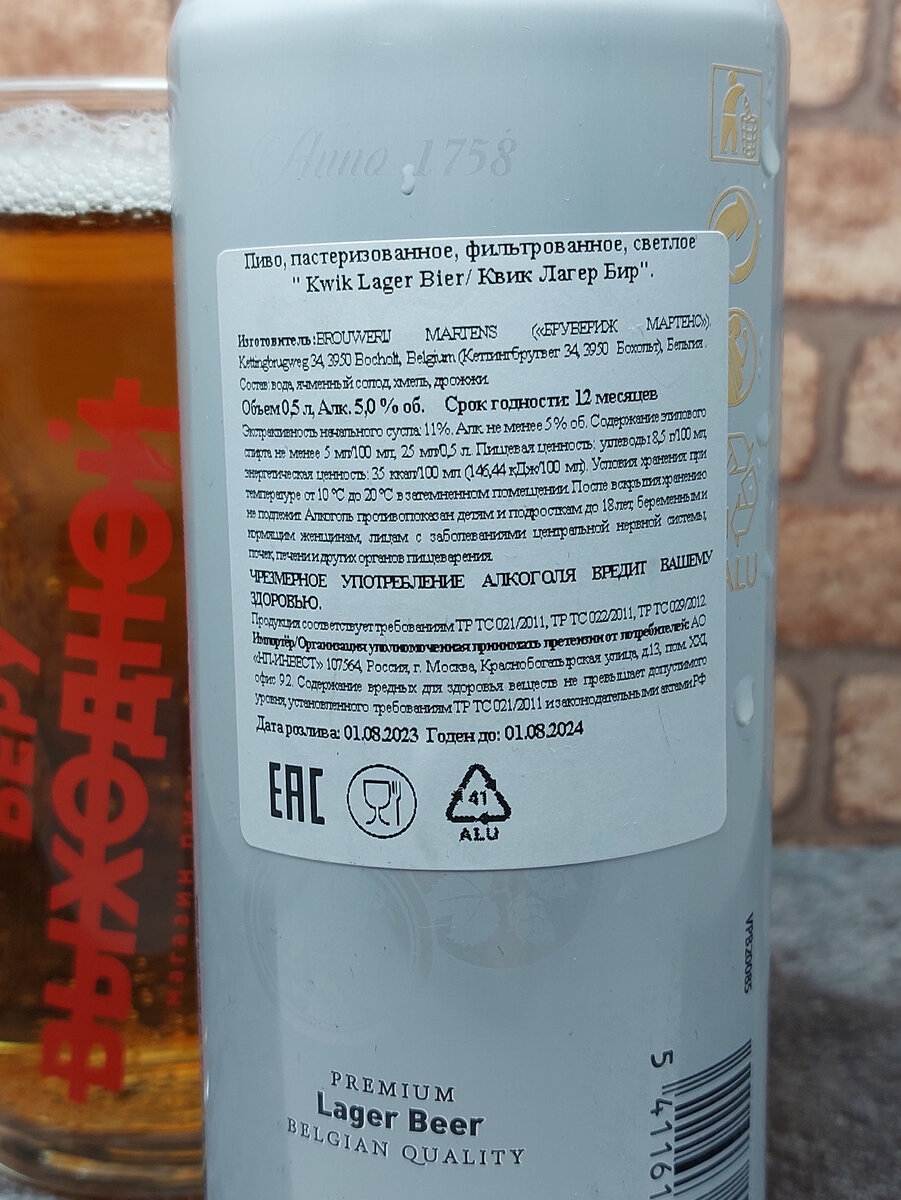 Anno 1758
Пиво, пастеризованное, фильтрованное, светлое
" Kwik Lager Bier/ Квик Лагер Бир".
Изготовитель: BROUWERIJ MARTENS («БРУВЕРИЖ МАРТЕНС»).
Kettingbrugweg 34, 3950 Bocholt, Belgium (Кеттингбругвег 34, 3950 Бохольт), Бельгия.
Состав: вода, ячменный солод, хмель, дрожжи.
Объем 0,5 л, Алк. 5,0 % об. Срок годности: 12 месяцев
Экстрактивность начального сусла: 11%. Алк. не менее 5% об. Содержание этилового
спирта не менее 5 мл/100 мл, 25 мл/0,5 л. Пищевая ценность: углеводы 8,5 г/100 мл,
энергетическая ценность: 35 ккал/100 мл (146,44 кДж/100 мл). Условия хранения при
температуре от 10 °С до 20 °С в затемненном помещении. После вскрытия хранению
не подлежит. Алкоголь противопоказан детям и подросткам до 18 лет, беременным и
кормящим женщинам, лицам с заболеваниями центральной нервной системы,
почек, печени и других органов пищеварения.
ЧРЕЗМЕРНОЕ УПОТРЕБЛЕНИЕ АЛКОГОЛЯ ВРЕДИТ ВАШЕМУ
ЗДОРОВЬЮ.
Продукция соответствует требованиям ТР ТС 021/2011, ТР ТС 022/2011, ТР ТС 029/2012.
Импортёр/Организация уполномоченная принимать претензии от потребителей: АО
«НП-ИНВЕСТ» 107564, Россия, г. Москва, Краснобогатырская улица, д.13, пом. XXI,
офис 92. Содержание вредных для здоровья веществ не превышает допустимого
уровня, установленного требованиям ТР ТС 021/2011 и законодательными актами РФ
Дата розлива: 01.08.2023 Годен до: 01.08.2024
EAC
41
ALU
ALU
VPB20085
PREMIUM
Lager Beer
BELGIAN QUALITY
5 41161
БЕРУ
ВЫХОДНОЙ
магазин